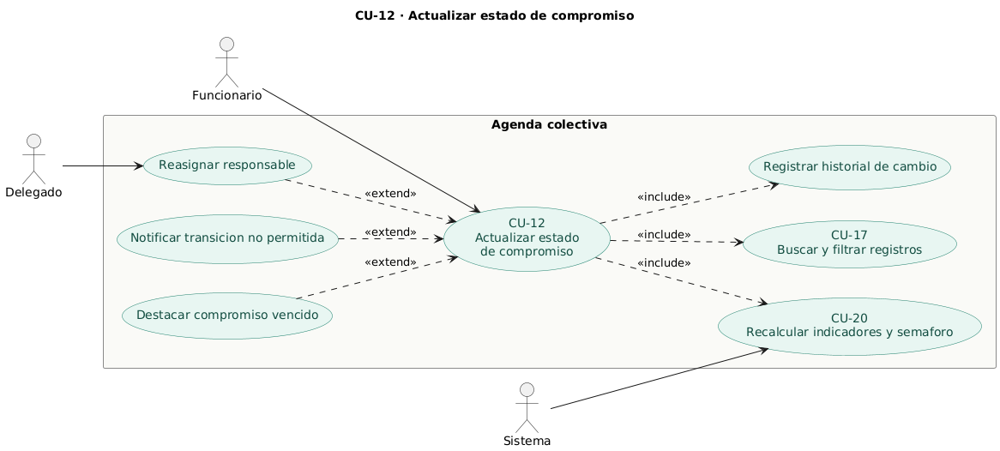 CU-12 · Actualizar estado de compromiso
Funcionario
Agenda colectiva
Delegado
Reasignar responsable
Notificar transicion no permitida
Destacar compromiso vencido
«extend»
«extend»
«extend»
CU-12
Actualizar estado
de compromiso
«include»
«include»
«include»
Registrar historial de cambio
CU-17
Buscar y filtrar registros
CU-20
Recalcular indicadores y semaforo
Sistema